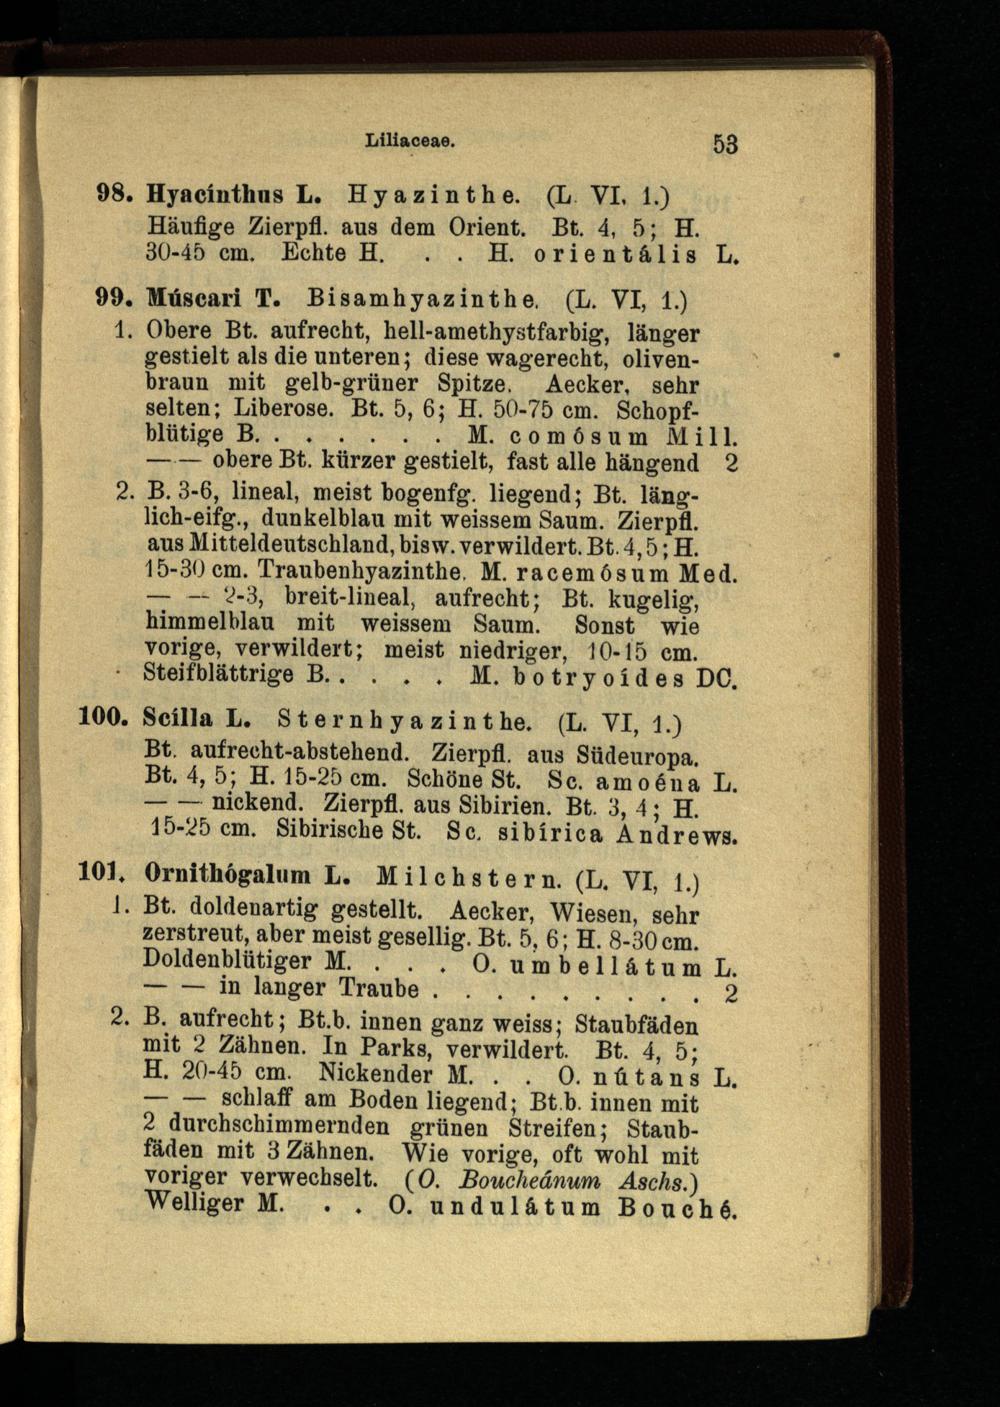 Liliaceae. 53
98. Hyacínthus L. Hyazinthe. (L VI, 1.)
Häufige Zierpfl. aus dem Orient. Bt. 4, 5; H.
30-45 cm. Echte H. . . H. orientális L.
99. Múscari T. Bisamhyazinthe. (L. VI, 1.)
1. Obere Bt. aufrecht, hell-amethystfarbig, länger
gestielt als die unteren; diese wagerecht, oliven-
braun mit gelb-grüner Spitze. Aecker, sehr
selten; Liberose. Bt. 5, 6; H. 50-75 cm. Schopf-
blütige B. . . . . . . M. comósum Mill.
— — obere Bt. kürzer gestielt, fast alle hängend 2
2. B. 3-6, lineal, meist bogenfg. liegend; Bt. läng-
lich-eifg., dunkelblau mit weissem Saum. Zierpfl.
aus Mitteldeutschland, bisw. verwildert. Bt. 4, 5; H.
15-30 cm. Traubenhyazinthe. M. racemósum Med.
— — 2-3, breit-lineal, aufrecht; Bt. kugelig,
himmelblau mit weissem Saum. Sonst wie
vorige, verwildert; meist niedriger, 10-15 cm.
Steifblättrige B. . . . . M. botryoídes DC.
100. Scílla L. Sternhyazinthe. (L. VI, 1.)
Bt. aufrecht-abstehend. Zierpfl. aus Südeuropa.
Bt. 4, 5; H. 15-25 cm. Schöne St. Sc. amoéna L.
— — nickend. Zierpfl. aus Sibirien. Bt. 3, 4; H.
15-25 cm. Sibirische St. Sc. sibírica Andrews.
101. Ornithógalum L. Milchstern. (L. VI, 1.)
1. Bt. doldenartig gestellt. Aecker, Wiesen, sehr
zerstreut, aber meist gesellig. Bt. 5, 6; H. 8-30 cm.
Doldenblütiger M. . . . O. umbellátum L.
— — in langer Traube . . . . . . . . . 2
2. B. aufrecht; Bt.b. innen ganz weiss; Staubfäden
mit 2 Zähnen. In Parks, verwildert. Bt. 4, 5;
H. 20-45 cm. Nickender M. . . O. nútans L.
— — schlaff am Boden liegend; Bt.b. innen mit
2 durchschimmernden grünen Streifen; Staub-
fäden mit 3 Zähnen. Wie vorige, oft wohl mit
voriger verwechselt. (O. Boucheánum Aschs.)
Welliger M. . . O. undulátum Bouché.